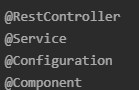 @RestController
@Service
@Configuration
@Component